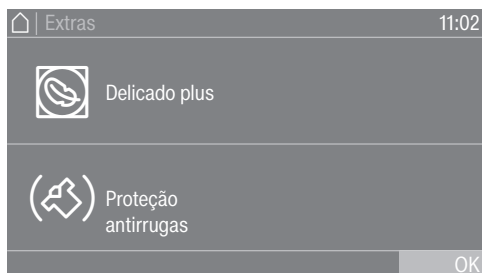 Extras 11:02
Delicado plus
Proteção
antirrugas
OK